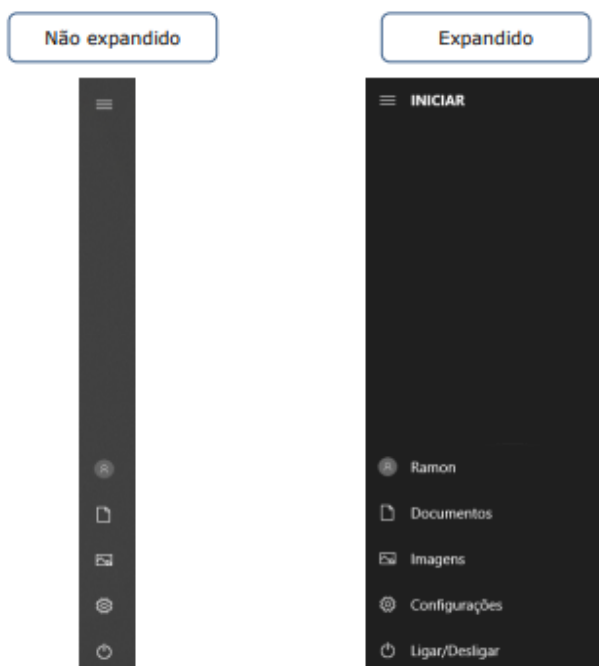 Não expandido
Expandido
INICIAR
Ramon
Documentos
Imagens
Configurações
Ligar/Desligar